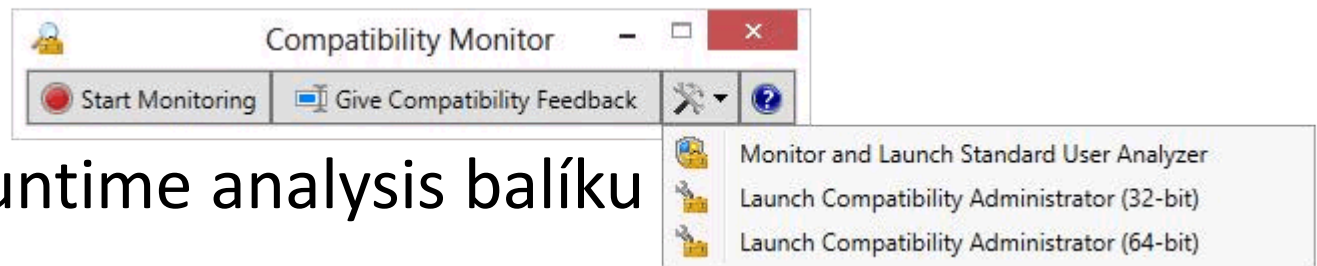 Compatibility Monitor
Start Monitoring Give Compatibility Feedback
Monitor and Launch Standard User Analyzer
untime analysis balíku
Launch Compatibility Administrator (32-bit)
Launch Compatibility Administrator (64-bit)